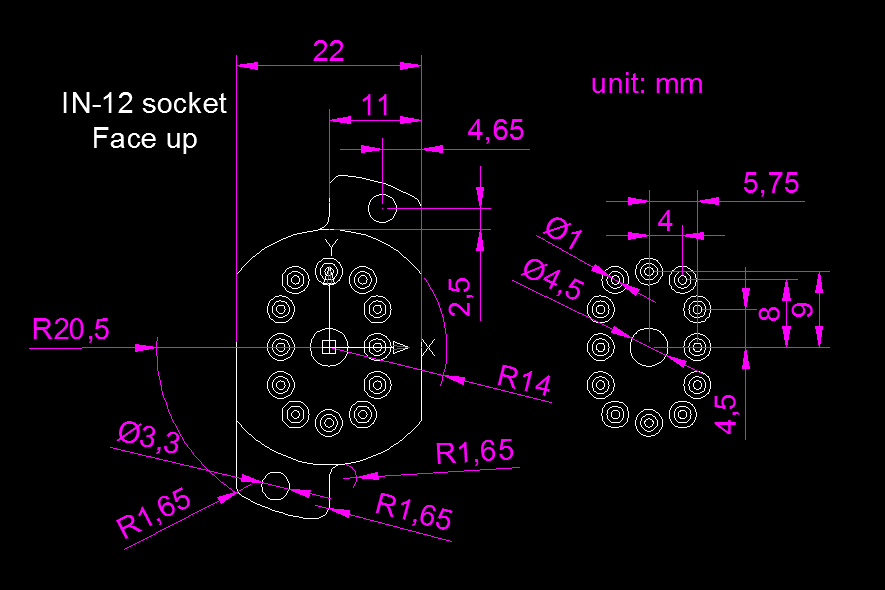 22
unit: mm
IN-12 socket
Face up
11
4,65
5,75
4
Ø1
Ø4,5
Y
2,5
8
9
R20,5
X
R14
4,5
Ø3,3
R1,65
R1,65
R1,65